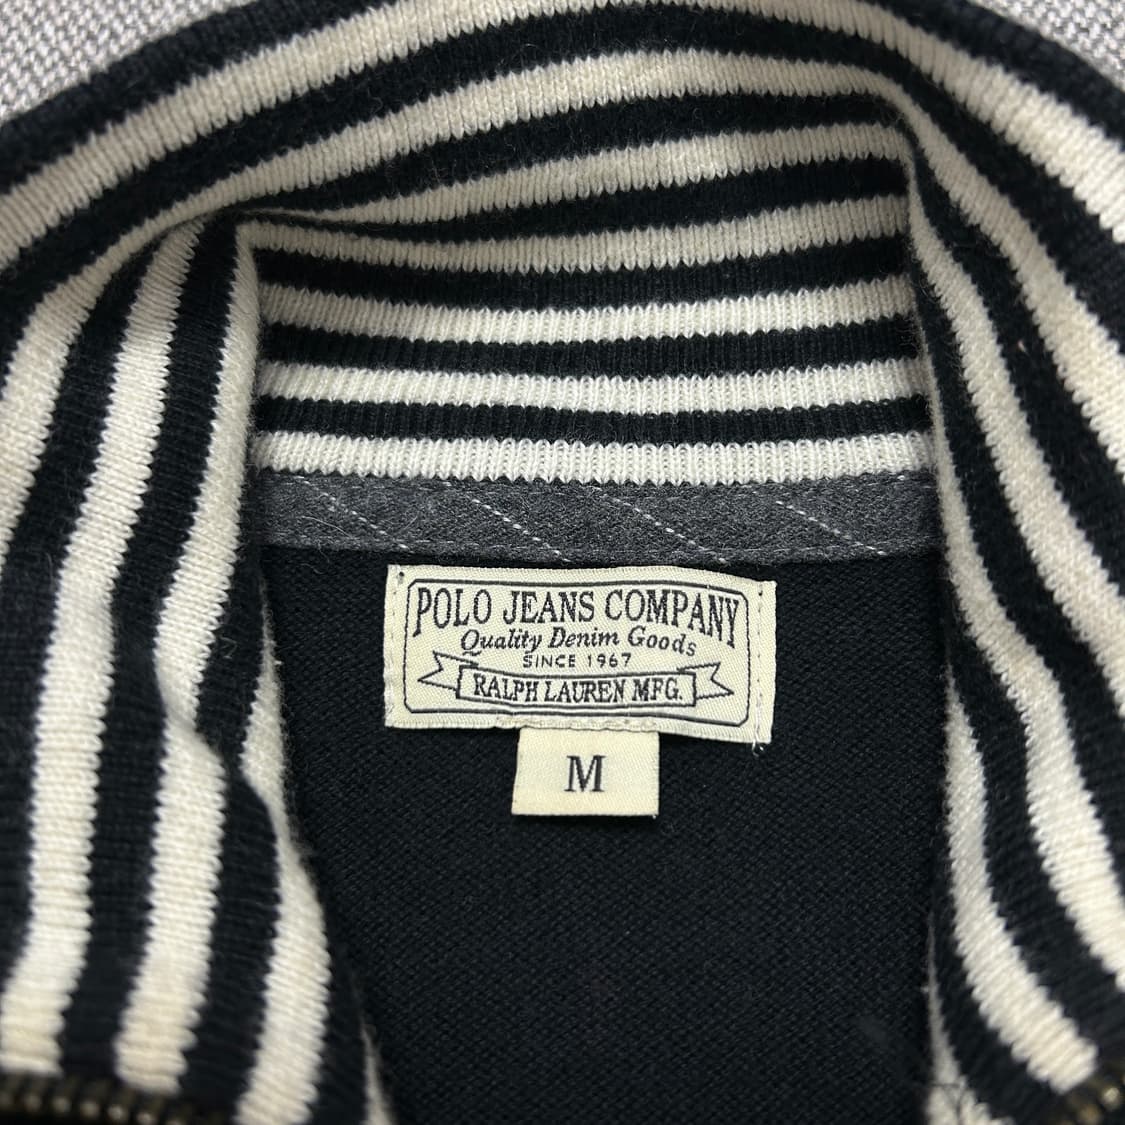 POLO JEANS COMPANY
Quality Denim Goods
SINCE 1967
RALPH LAUREN MFG.
M